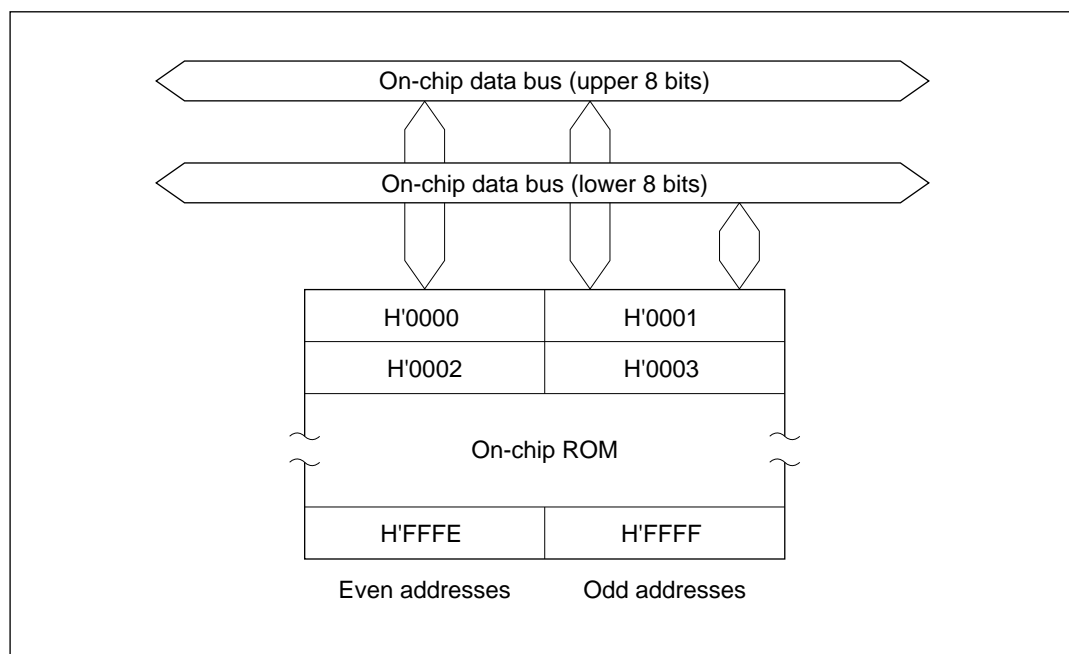 On-chip data bus (upper 8 bits)
On-chip data bus (lower 8 bits)
H'0000 H'0001
H'0002 H'0003
On-chip ROM
H'FFFE H'FFFF
Even addresses Odd addresses